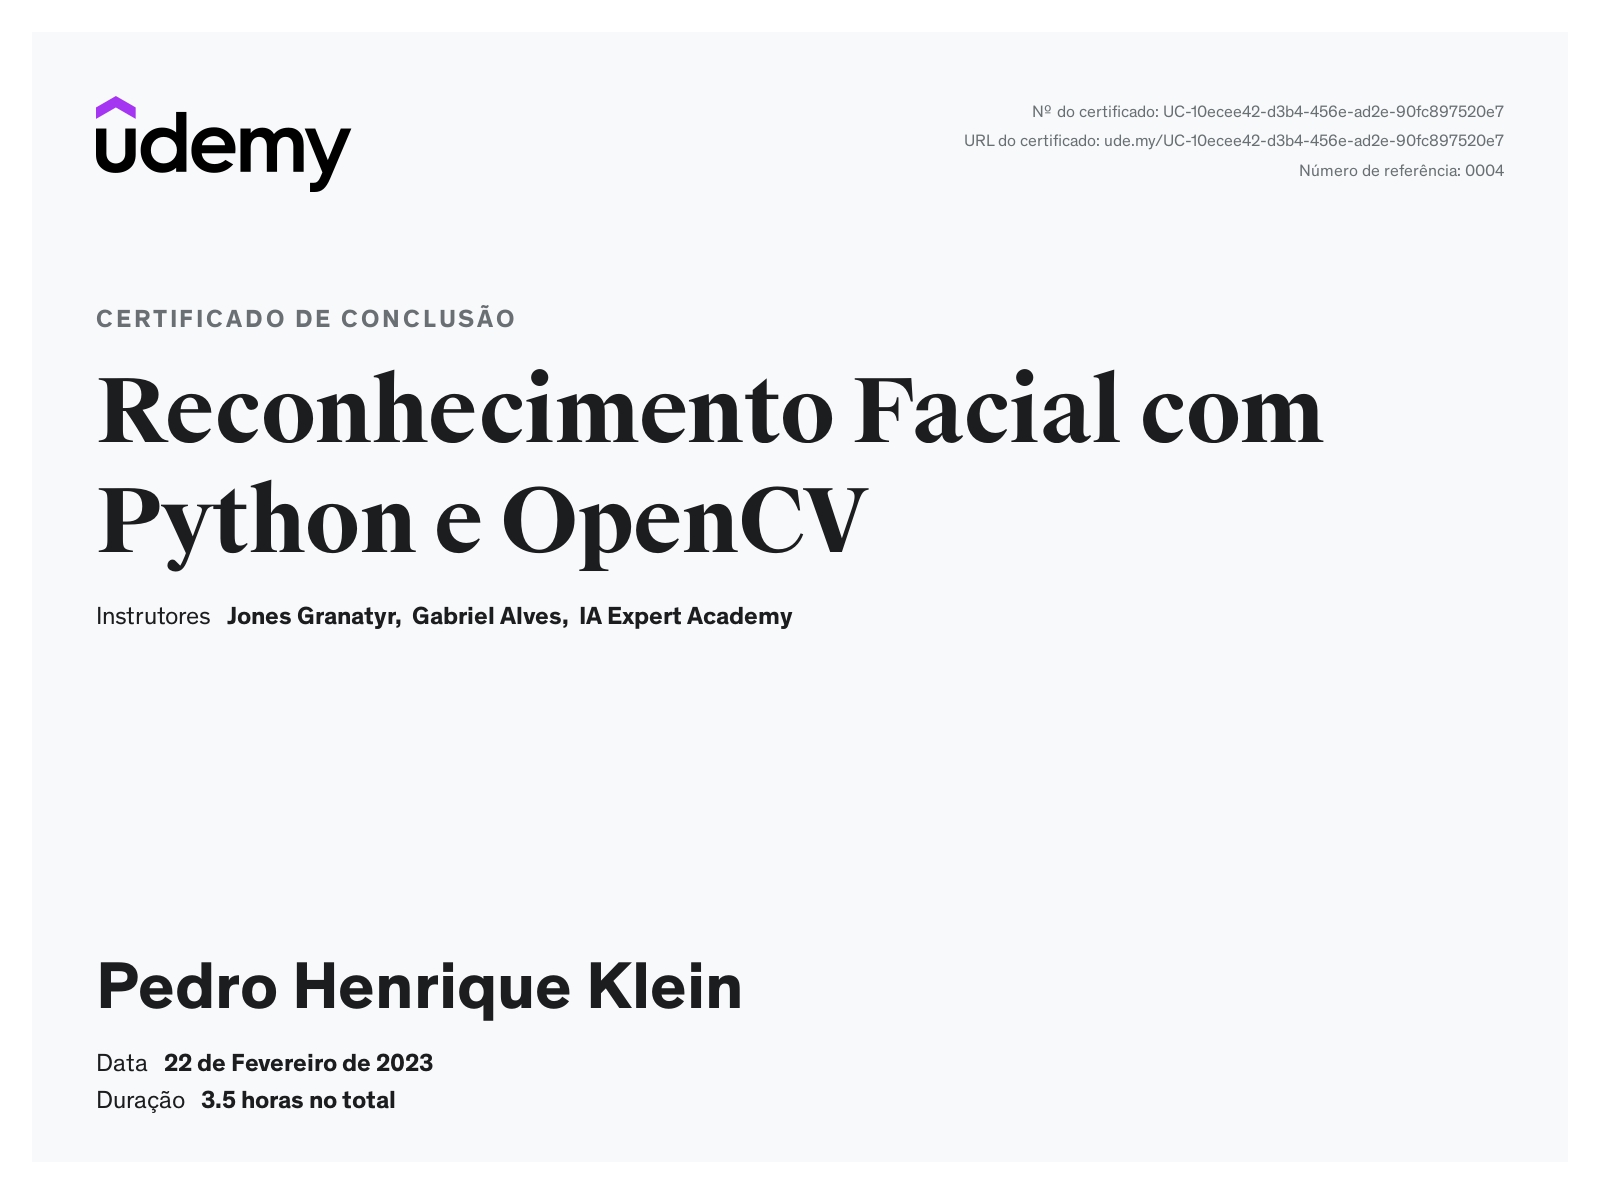 udemy
Nº do certificado: UC-10ecee42-d3b4-456e-ad2e-90fc897520e7
URL do certificado: ude.my/UC-10ecee42-d3b4-456e-ad2e-90fc897520e7
Número de referência: 0004
CERTIFICADO DE CONCLUSÃO
Reconhecimento Facial com
Python e OpenCV
Instrutores Jones Granatyr, Gabriel Alves, IA Expert Academy
Pedro Henrique Klein
Data 22 de Fevereiro de 2023
Duração 3.5 horas no total